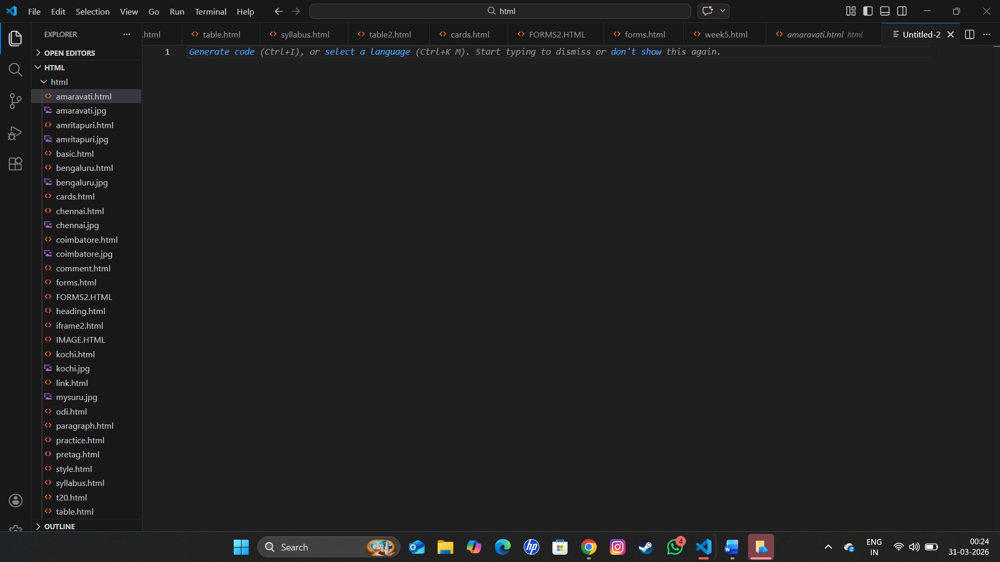 File Edit Selection View Go Run Terminal Help
html
EXPLORER
.html
table.html
syllabus.html
table2.html
cards.html
FORMS2.HTML
forms.html
week5.html
amaravati.html html
Untitled-2
OPEN EDITORS
HTML
html
amaravati.html
amaravati.jpg
amritapuri.html
amritapuri.jpg
basic.html
bengaluru.html
bengaluru.jpg
cards.html
chennai.html
chennai.jpg
coimbatore.html
coimbatore.jpg
comment.html
forms.html
FORMS2.HTML
heading.html
iframe2.html
IMAGE.HTML
kochi.html
kochi.jpg
link.html
mysuru.jpg
odi.html
paragraph.html
practice.html
pretag.html
style.html
syllabus.html
t20.html
table.html
OUTLINE
1 Generate code (Ctrl+I), or select a language (Ctrl+K M). Start typing to dismiss or don't show this again.
Search
hp
W
4
ENG
IN
00:24
31-03-2026